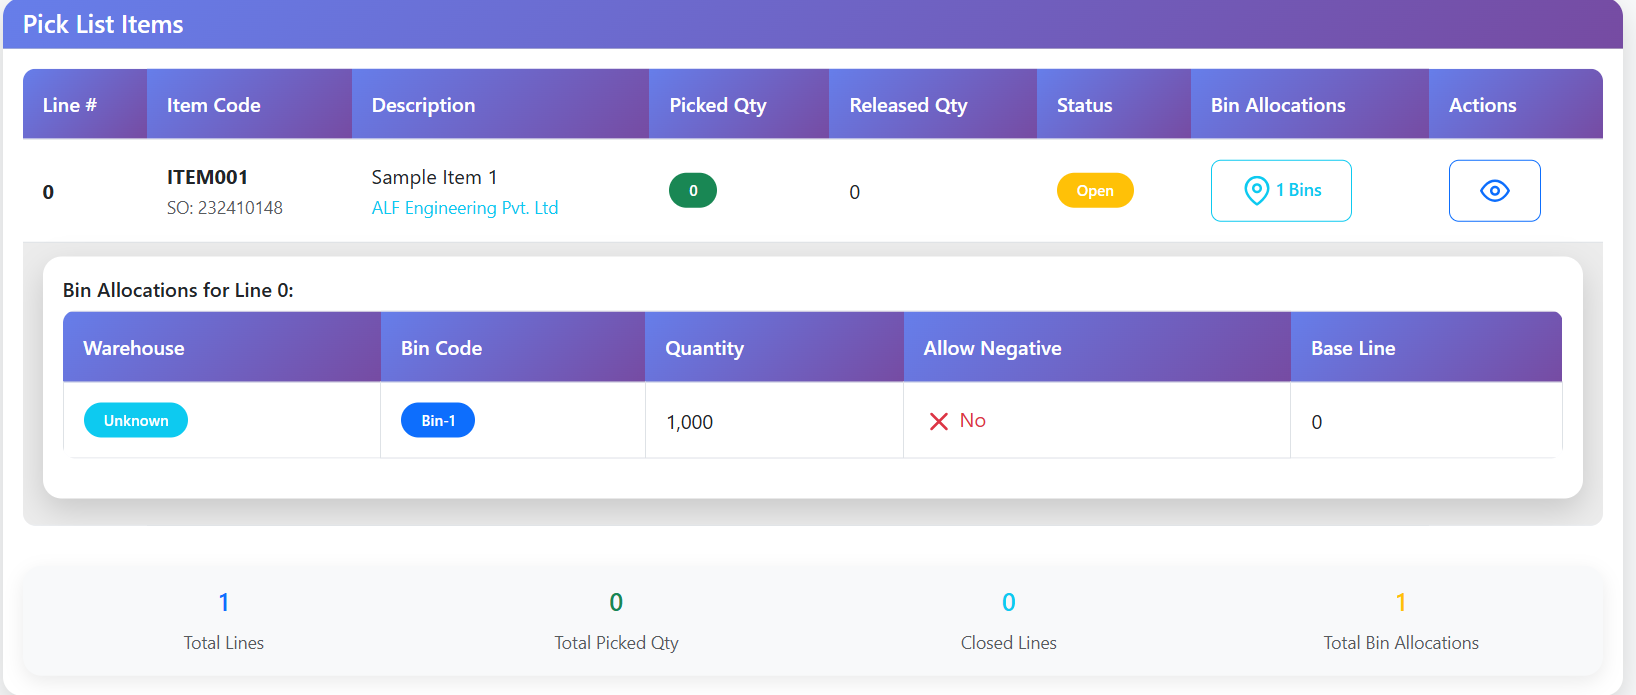 Pick List Items
Line # Item Code Description Picked Qty Released Qty Status Bin Allocations Actions
0 ITEM001 Sample Item 1 0 0 Open 1 Bins
SO: 232410148 ALF Engineering Pvt. Ltd
Bin Allocations for Line 0:
Warehouse Bin Code Quantity Allow Negative Base Line
Unknown Bin-1 1,000 No 0
1 0 0 1
Total Lines Total Picked Qty Closed Lines Total Bin Allocations